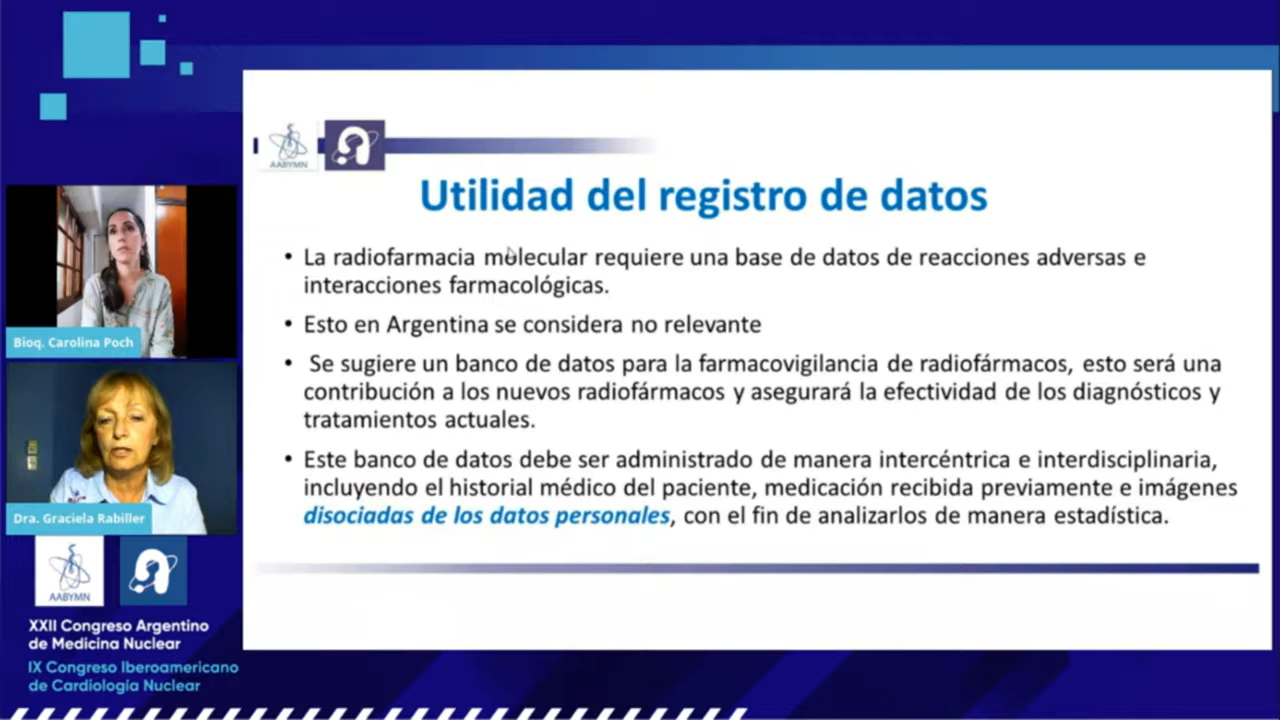 AABYMN
Utilidad del registro de datos
• La radiofarmacia molecular requiere una base de datos de reacciones adversas e
interacciones farmacológicas.
• Esto en Argentina se considera no relevante
• Se sugiere un banco de datos para la farmacovigilancia de radiofármacos, esto será una
contribución a los nuevos radiofármacos y asegurará la efectividad de los diagnósticos y
tratamientos actuales.
• Este banco de datos debe ser administrado de manera intercéntrica e interdisciplinaria,
incluyendo el historial médico del paciente, medicación recibida previamente e imágenes
disociadas de los datos personales, con el fin de analizarlos de manera estadística.
Bioq. Carolina Poch
Dra. Graciela Rabiller
AABYMN
XXII Congreso Argentino
de Medicina Nuclear
IX Congreso Iberoamericano
de Cardiología Nuclear